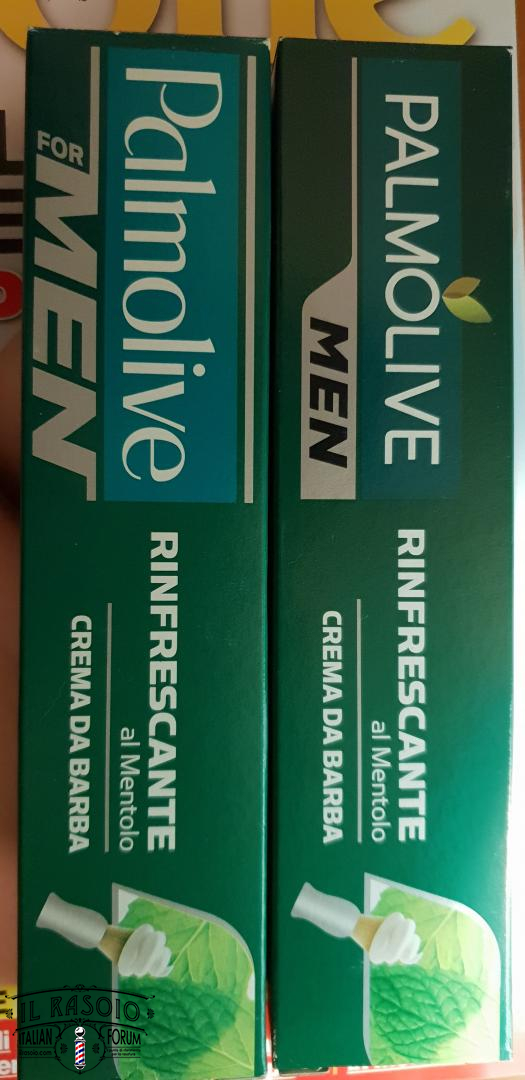 Palmolive
FOR
MEN
RINFRESCANTE
al Mentolo
CREMA DA BARBA
PALMOLIVE
MEN
RINFRESCANTE
al Mentolo
CREMA DA BARBA
IL RASOIO
ITALIAN FORUM